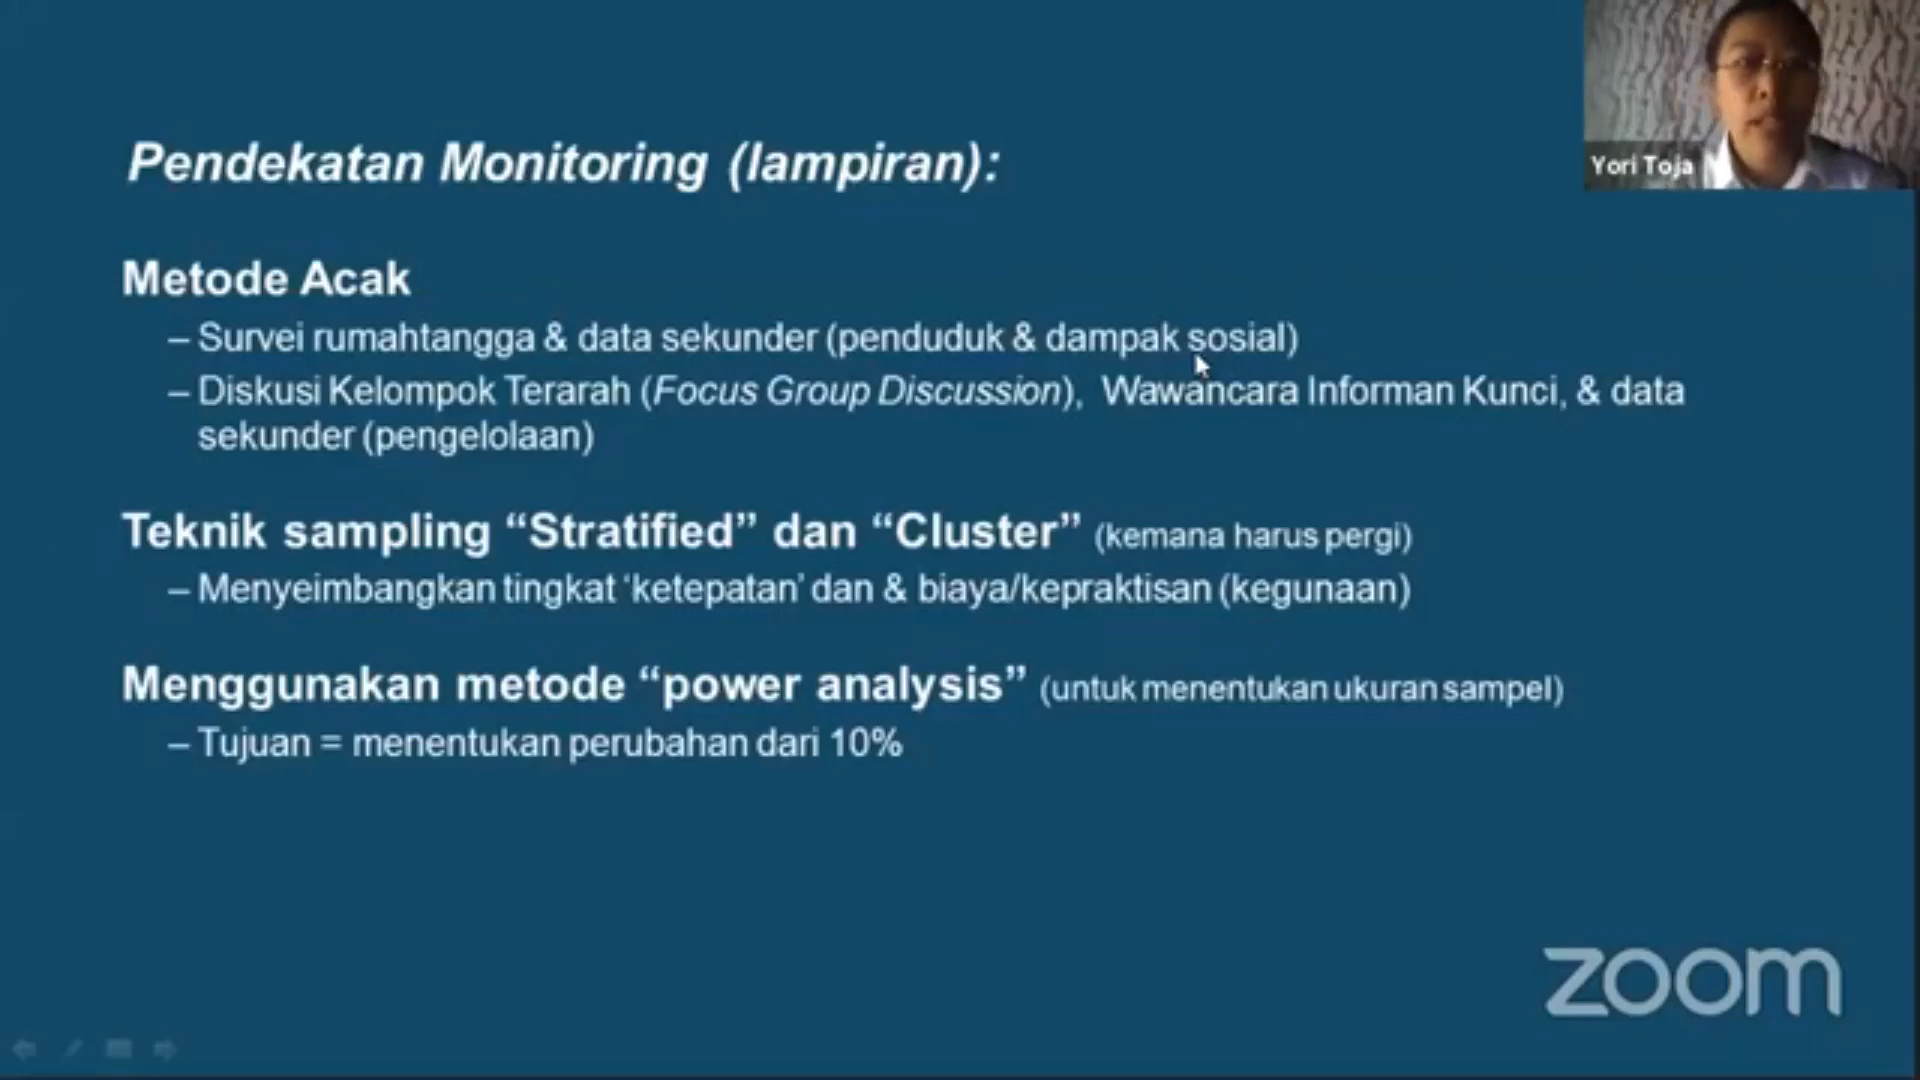 Yori Toja
Pendekatan Monitoring (lampiran):
Metode Acak
– Survei rumahtangga & data sekunder (penduduk & dampak sosial)
– Diskusi Kelompok Terarah (Focus Group Discussion), Wawancara Informan Kunci, & data
sekunder (pengelolaan)
Teknik sampling “Stratified” dan “Cluster” (kemana harus pergi)
– Menyeimbangkan tingkat ‘ketepatan’ dan & biaya/kepraktisan (kegunaan)
Menggunakan metode “power analysis” (untuk menentukan ukuran sampel)
– Tujuan = menentukan perubahan dari 10%
zoom